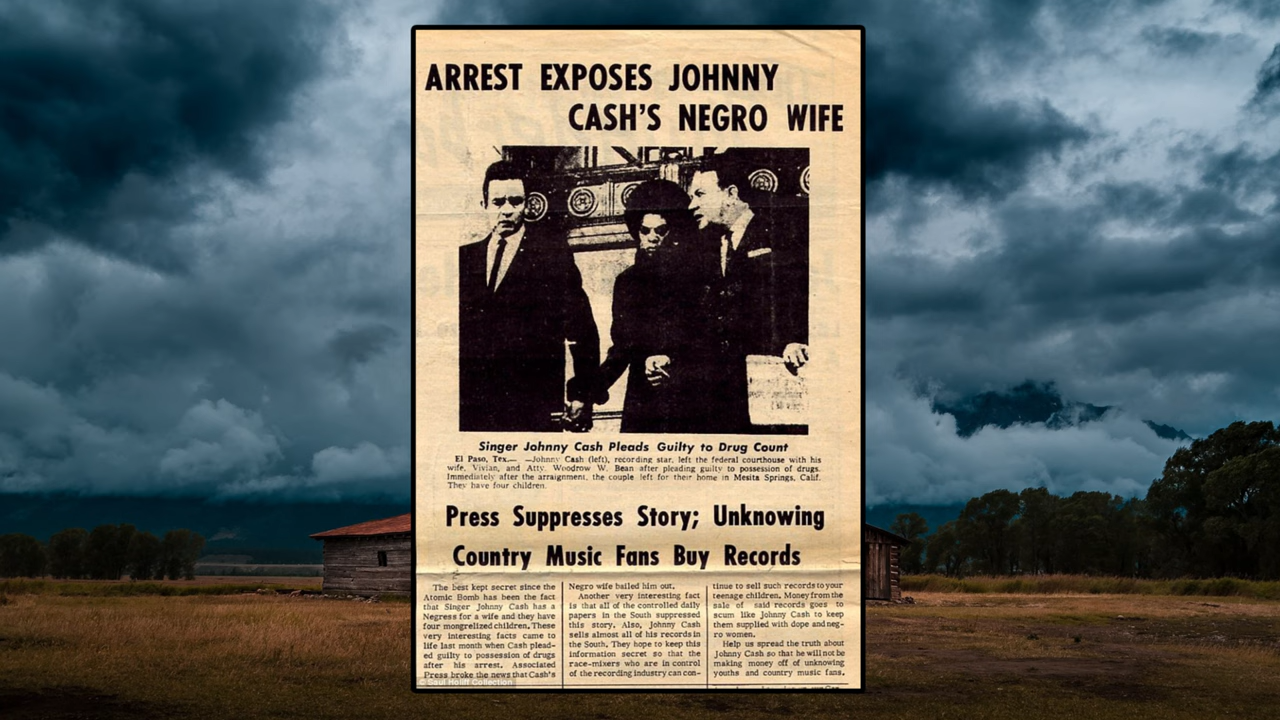 ARREST EXPOSES JOHNNY
CASH'S NEGRO WIFE
Singer Johnny Cash Pleads Guilty to Drug Count
El Paso, Tex.— —Johnny Cash (left), recording star, left the federal courthouse with his
wife, Vivian, and Atty. Woodrow W. Bean after pleading guilty to possession of drugs.
Immediately after the arraignment, the couple left for their home in Mesita Springs, Calif.
They have four children.
Press Suppresses Story; Unknowing
Country Music Fans Buy Records
The best kept secret since the
Atomic Bomb has been the fact
that Singer Johnny Cash has a
Negress for a wife and they have
four mongrelized children. These
very interesting facts came to
life last month when Cash plead-
ed guilty to possession of drugs
after his arrest. Associated
Press broke the news that Cash's
Negro wife bailed him out.
Another very interesting fact
is that all of the controlled daily
papers in the South suppressed
this story. Also, Johnny Cash
sells almost all of his records in
the South. They hope to keep this
information secret so that the
race-mixers who are in control
of the recording industry can con-
tinue to sell such records to your
teenage children. Money from the
sale of said records goes to
scum like Johnny Cash to keep
them supplied with dope and neg-
ro women.
Help us spread the truth about
Johnny Cash so that he will not be
making money off of unknowing
youths and country music fans.
© Saul Holiff Collection